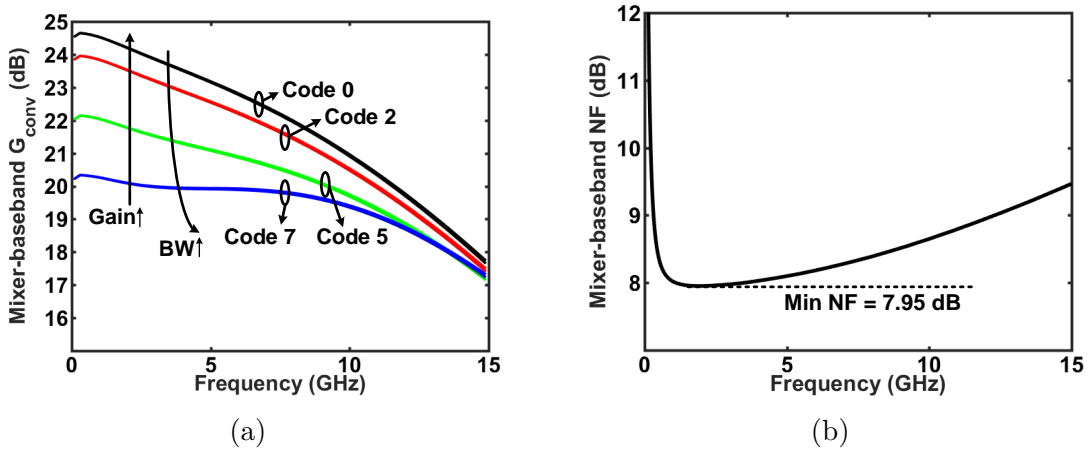 Mixer-baseband G_conv (dB)
25
24
23
22
21
20
19
18
17
16
Code 0
Code 2
Gain↑
BW↑
Code 7
Code 5
0
5
10
15
Frequency (GHz)
(a)
Mixer-baseband NF (dB)
12
11
10
9
8
Min NF = 7.95 dB
0
5
10
15
Frequency (GHz)
(b)